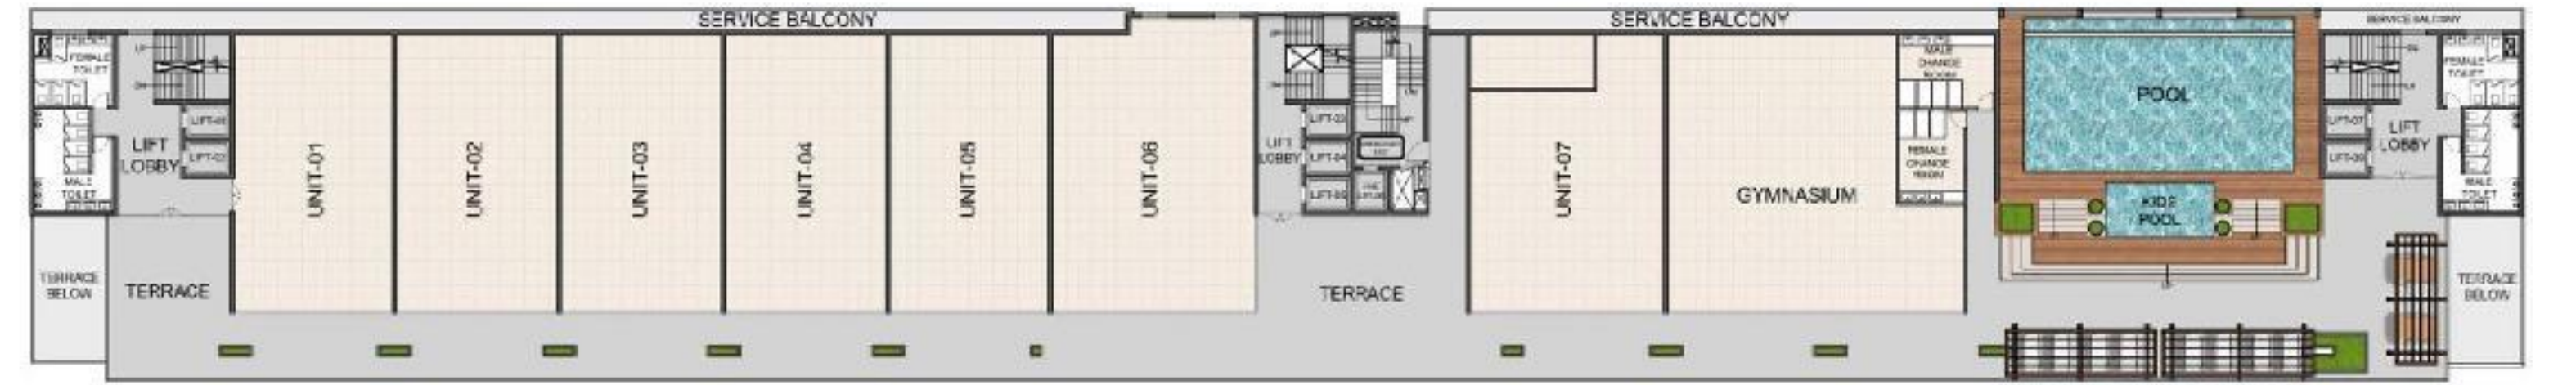 SERVICE BALCONY
SERVICE BALCONY
SERVICE BALCONY
FEMALE
TOILET
UP
LIFT
LOBBY
LIFT-02
MALE
TOILET
TERRACE
BELOW
TERRACE
UNIT-01
UNIT-02
UNIT-03
UNIT-04
UNIT-05
UNIT-06
LIFT
LOBBY
LIFT-03
LIFT-04
LIFT-05
TERRACE
UNIT-07
GYMNASIUM
MALE
CHANGE
ROOM
FEMALE
CHANGE
ROOM
POOL
KIDS
POOL
LIFT-07
LIFT
LOBBY
FEMALE
TOILET
MALE
TOILET
TERRACE
BELOW